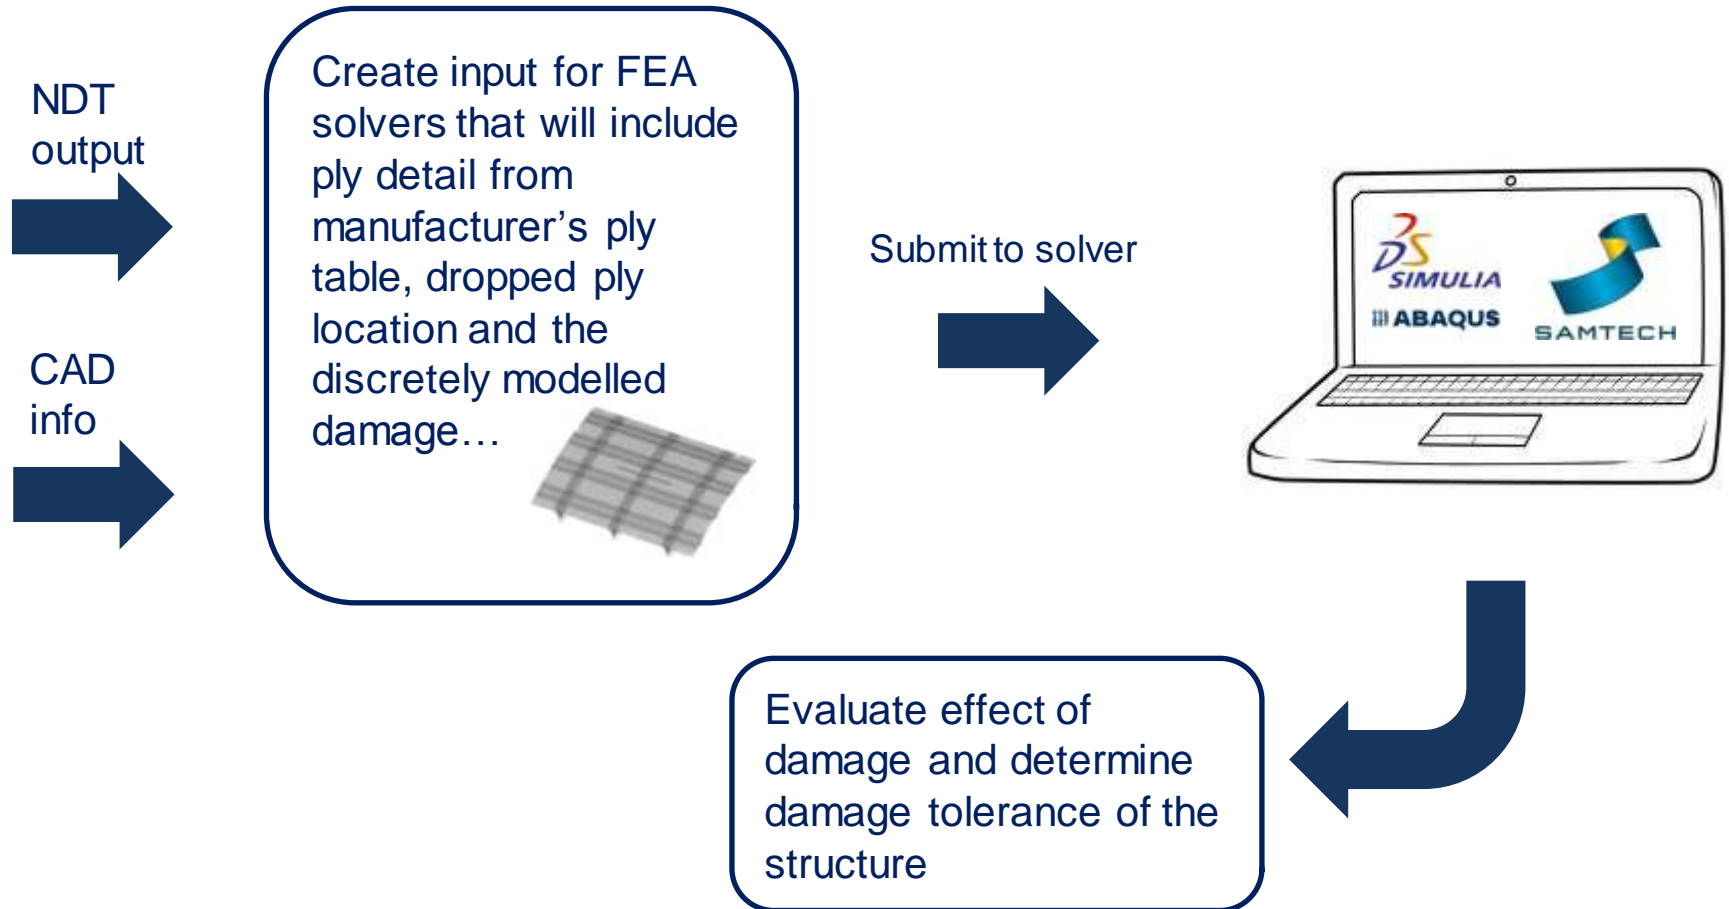 NDT
output
CAD
info
Create input for FEA
solvers that will include
ply detail from
manufacturer’s ply
table, dropped ply
location and the
discretely modelled
damage…
Submit to solver
DS
SIMULIA
ABAQUS
SAMTECH
Evaluate effect of
damage and determine
damage tolerance of the
structure